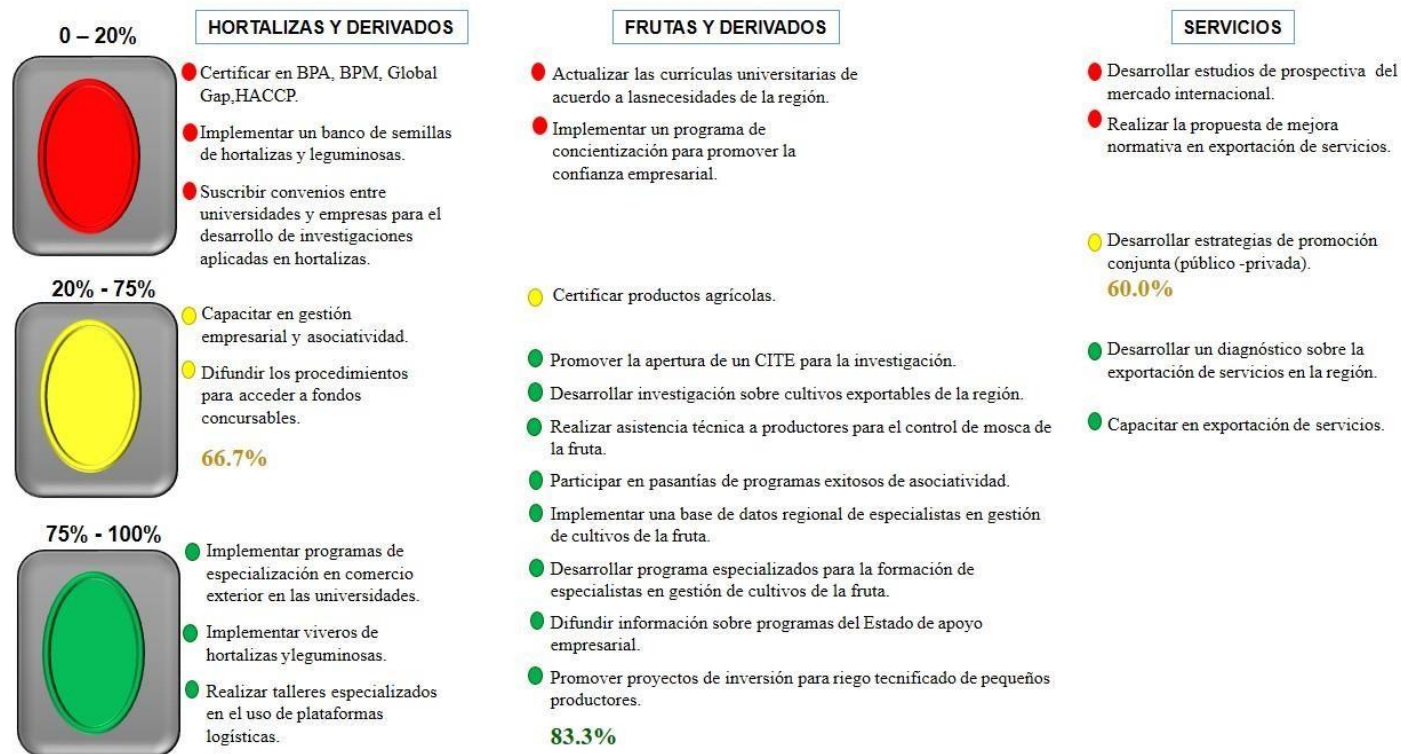 0 – 20%
HORTALIZAS Y DERIVADOS
Certificar en BPA, BPM, Global
Gap,HACCP.
Implementar un banco de semillas
de hortalizas y leguminosas.
Suscribir convenios entre
universidades y empresas para el
desarrollo de investigaciones
aplicadas en hortalizas.
20% - 75%
Capacitar en gestión
empresarial y asociatividad.
Difundir los procedimientos
para acceder a fondos
concursables.
66.7%
75% - 100%
Implementar programas de
especialización en comercio
exterior en las universidades.
Implementar viveros de
hortalizas yleguminosas.
Realizar talleres especializados
en el uso de plataformas
logísticas.
FRUTAS Y DERIVADOS
Actualizar las currículas universitarias de
acuerdo a lasnecesidades de la región.
Implementar un programa de
concientización para promover la
confianza empresarial.
Certificar productos agrícolas.
Promover la apertura de un CITE para la investigación.
Desarrollar investigación sobre cultivos exportables de la región.
Realizar asistencia técnica a productores para el control de mosca de
la fruta.
Participar en pasantías de programas exitosos de asociatividad.
Implementar una base de datos regional de especialistas en gestión
de cultivos de la fruta.
Desarrollar programa especializados para la formación de
especialistas en gestión de cultivos de la fruta.
Difundir información sobre programas del Estado de apoyo
empresarial.
Promover proyectos de inversión para riego tecnificado de pequeños
productores.
83.3%
SERVICIOS
Desarrollar estudios de prospectiva del
mercado internacional.
Realizar la propuesta de mejora
normativa en exportación de servicios.
Desarrollar estrategias de promoción
conjunta (público -privada).
60.0%
Desarrollar un diagnóstico sobre la
exportación de servicios en la región.
Capacitar en exportación de servicios.